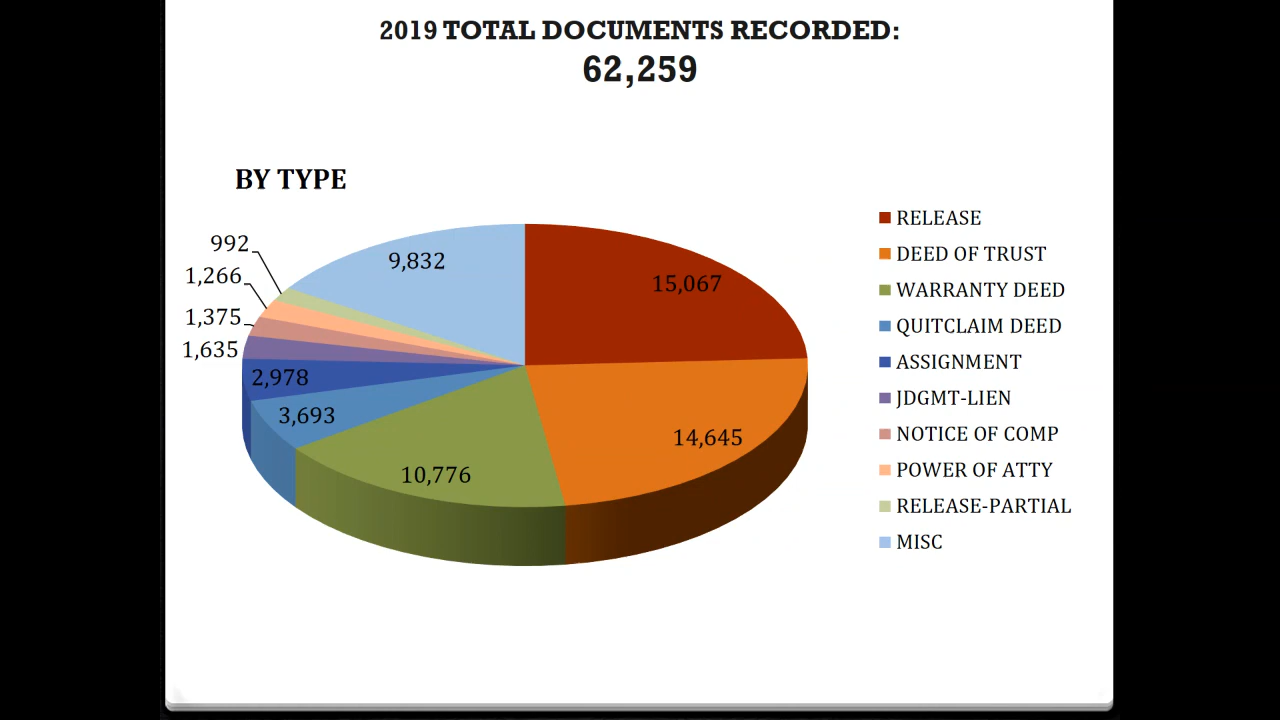 2019 TOTAL DOCUMENTS RECORDED:
62,259
BY TYPE
992
1,266
1,375
1,635
2,978
3,693
10,776
9,832
15,067
14,645
RELEASE
DEED OF TRUST
WARRANTY DEED
QUITCLAIM DEED
ASSIGNMENT
JDGMT-LIEN
NOTICE OF COMP
POWER OF ATTY
RELEASE-PARTIAL
MISC